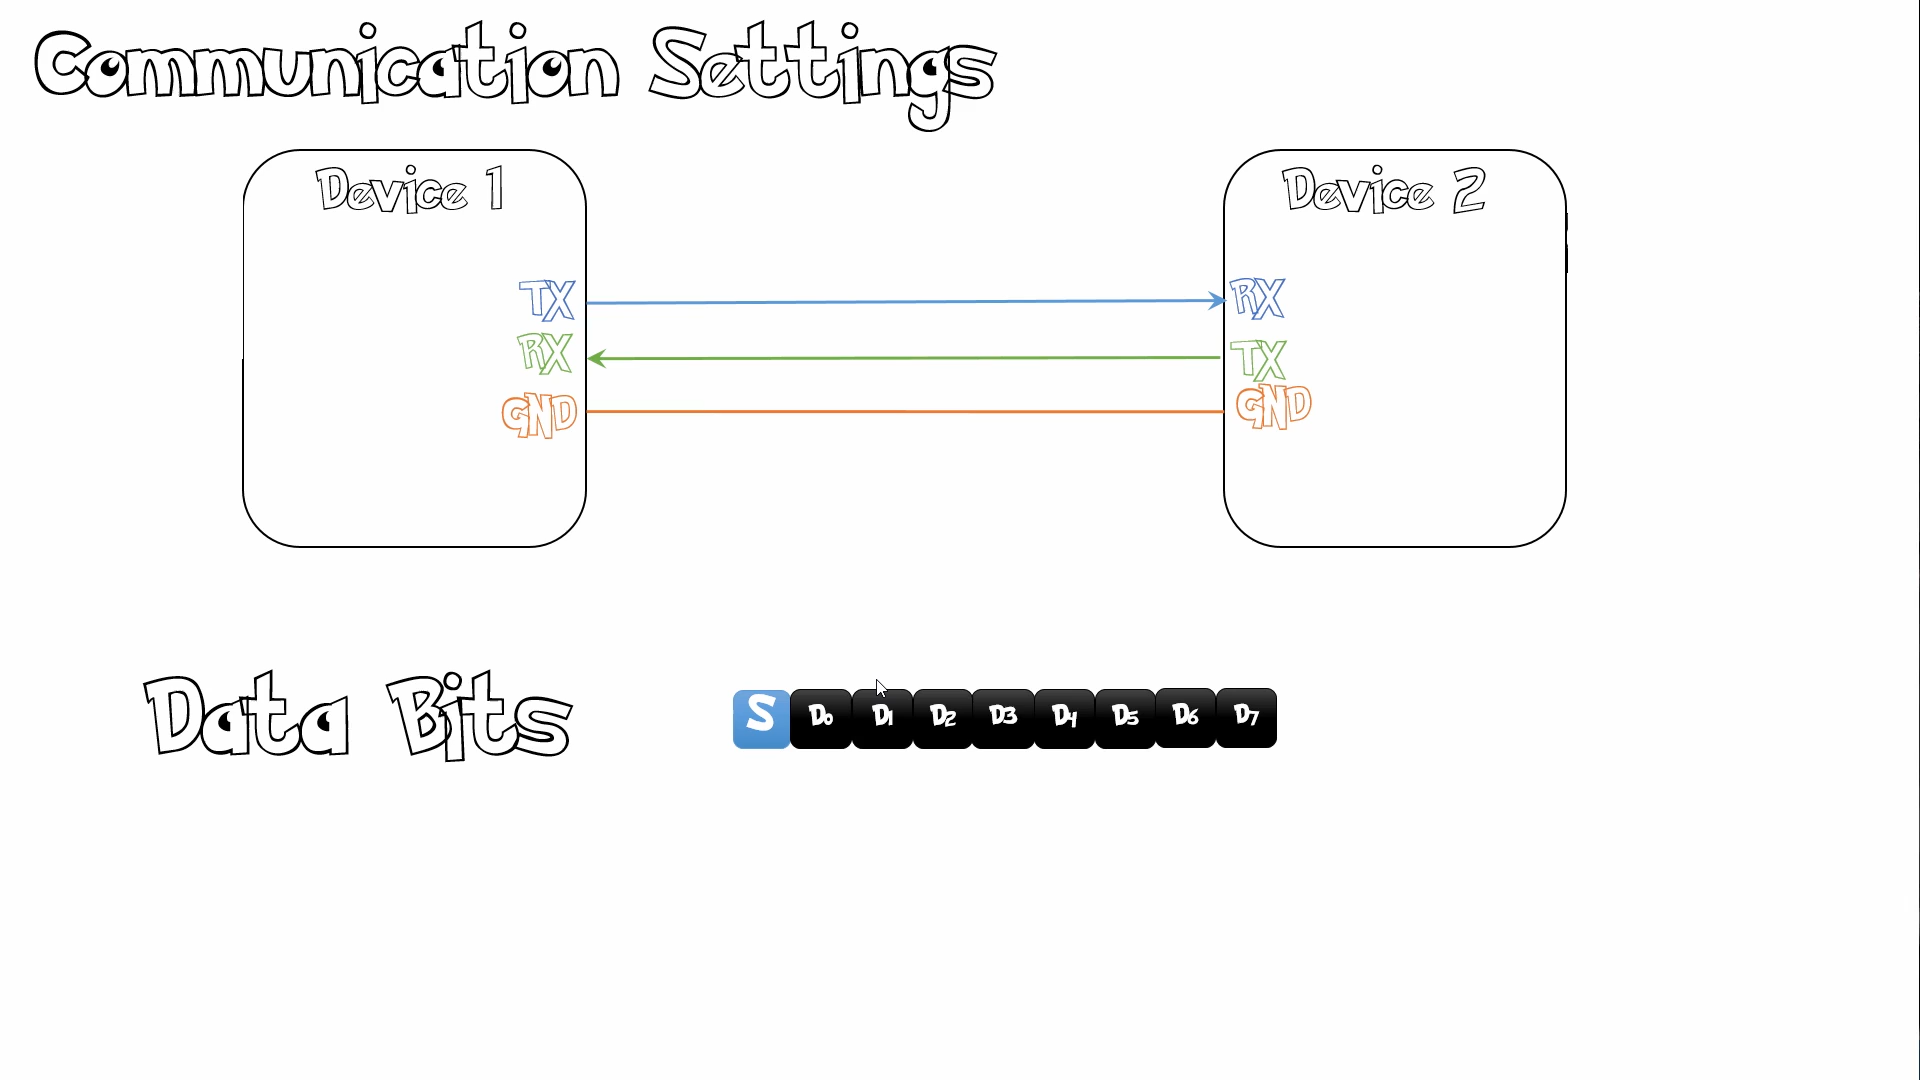 Communication Settings
Device 1
Device 2
TX
RX
RX
TX
GND
GND
Data Bits
S D0 D1 D2 D3 D4 D5 D6 D7